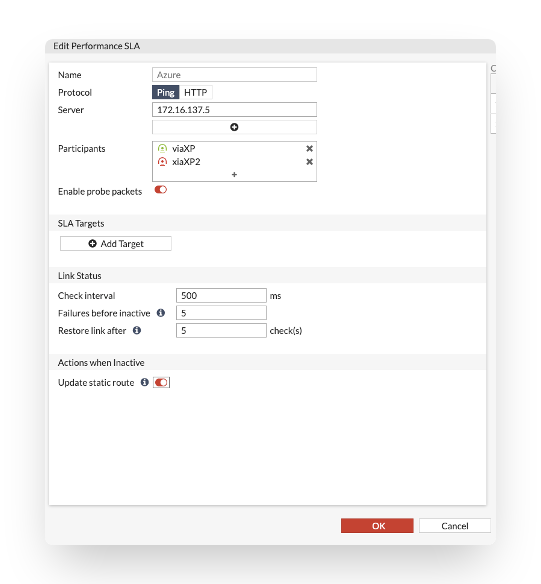 Edit Performance SLA
Name Azure
Protocol Ping HTTP
Server 172.16.137.5
Participants viaXP
xiaXP2
+
Enable probe packets
SLA Targets
Add Target
Link Status
Check interval 500 ms
Failures before inactive 5
Restore link after 5 check(s)
Actions when Inactive
Update static route
OK Cancel